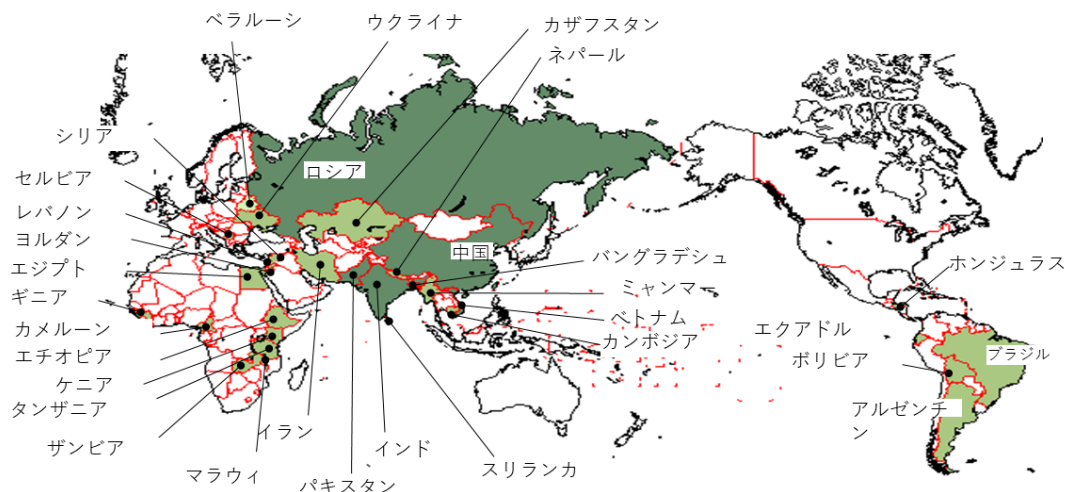 ベラルーシ
ウクライナ
カザフスタン
ネパール
シリア
ロシア
セルビア
レバノン
ヨルダン
中国
バングラデシュ
エジプト
ホンジュラス
ギニア
ミャンマー
ベトナム
カメルーン
カンボジア
エクアドル
エチオピア
ボリビア
ブラジル
ケニア
タンザニア
アルゼンチ
ン
ザンビア
イラン
インド
マラウィ
スリランカ
パキスタン